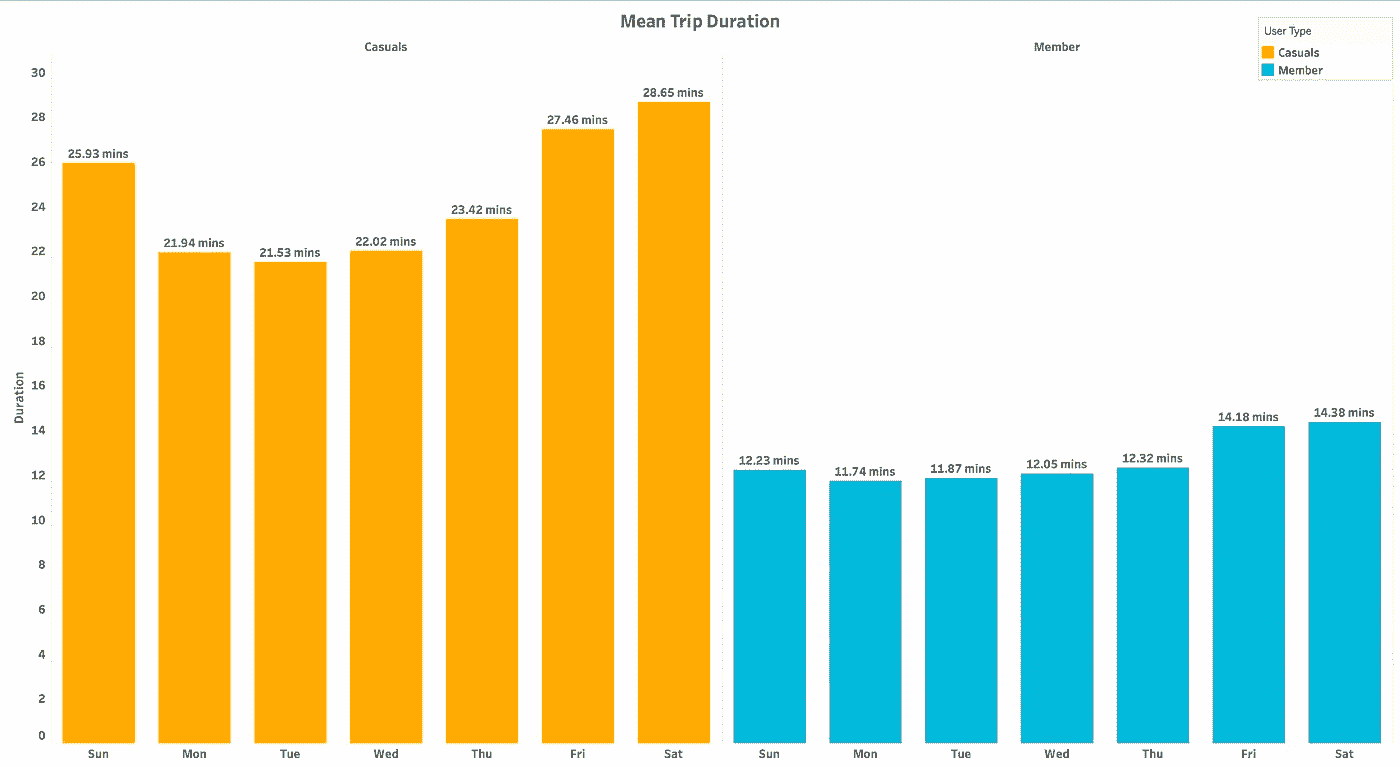 Mean Trip Duration
User Type
Casuals
Member
Casuals
Member
30
28
26
24
22
20
18
16
14
12
10
8
6
4
2
0
Duration
25.93 mins
21.94 mins
21.53 mins
22.02 mins
23.42 mins
27.46 mins
28.65 mins
12.23 mins
11.74 mins
11.87 mins
12.05 mins
12.32 mins
14.18 mins
14.38 mins
Sun Mon Tue Wed Thu Fri Sat Sun Mon Tue Wed Thu Fri Sat